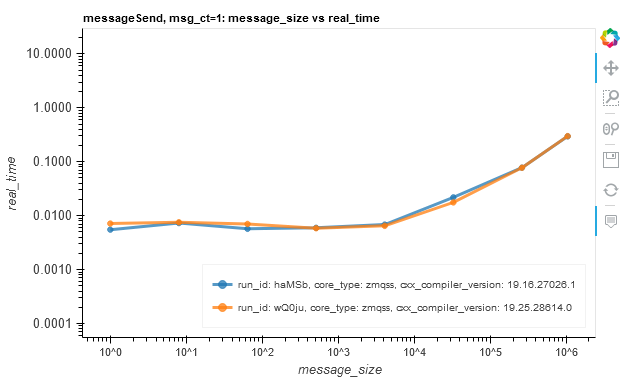 messageSend, msg_ct=1: message_size vs real_time
10.0000
1.0000
0.1000
0.0100
0.0010
0.0001
real_time
run_id: haMSb, core_type: zmqss, cxx_compiler_version: 19.16.27026.1
run_id: wQ0ju, core_type: zmqss, cxx_compiler_version: 19.25.28614.0
10^0 10^1 10^2 10^3 10^4 10^5 10^6
message_size